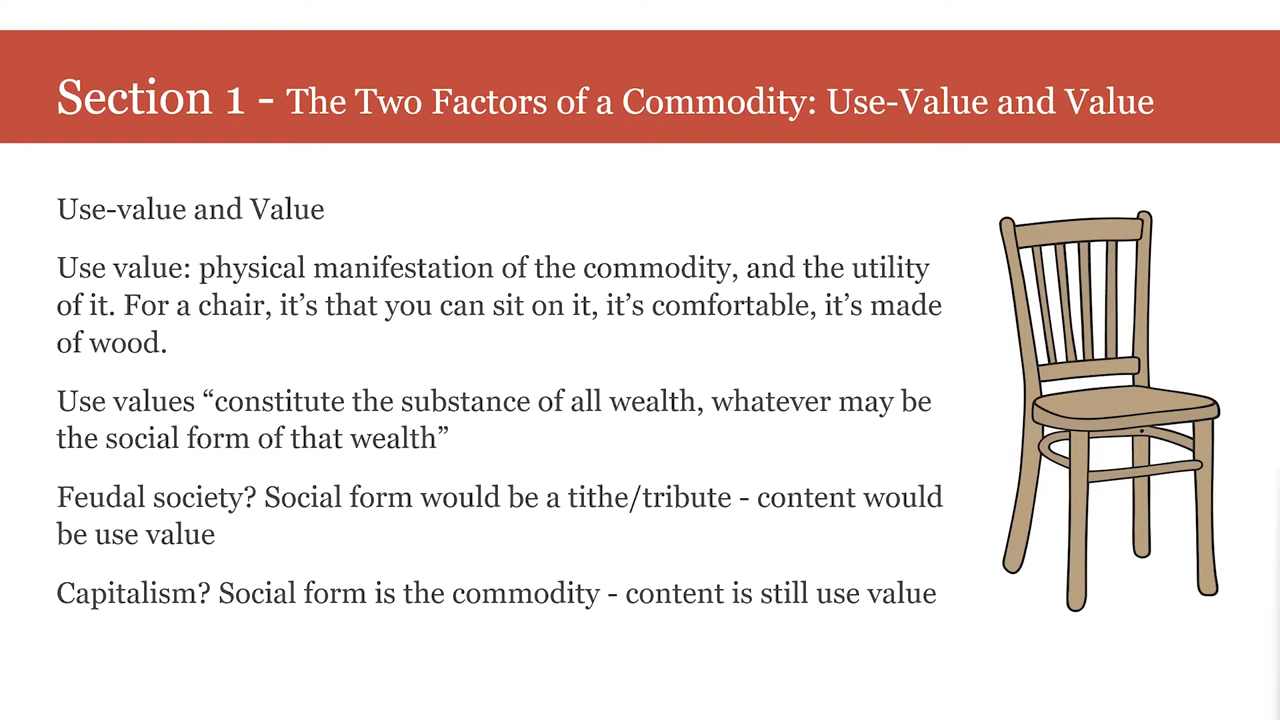 Section 1 - The Two Factors of a Commodity: Use-Value and Value
Use-value and Value
Use value: physical manifestation of the commodity, and the utility
of it. For a chair, it’s that you can sit on it, it’s comfortable, it’s made
of wood.
Use values “constitute the substance of all wealth, whatever may be
the social form of that wealth”
Feudal society? Social form would be a tithe/tribute - content would
be use value
Capitalism? Social form is the commodity - content is still use value